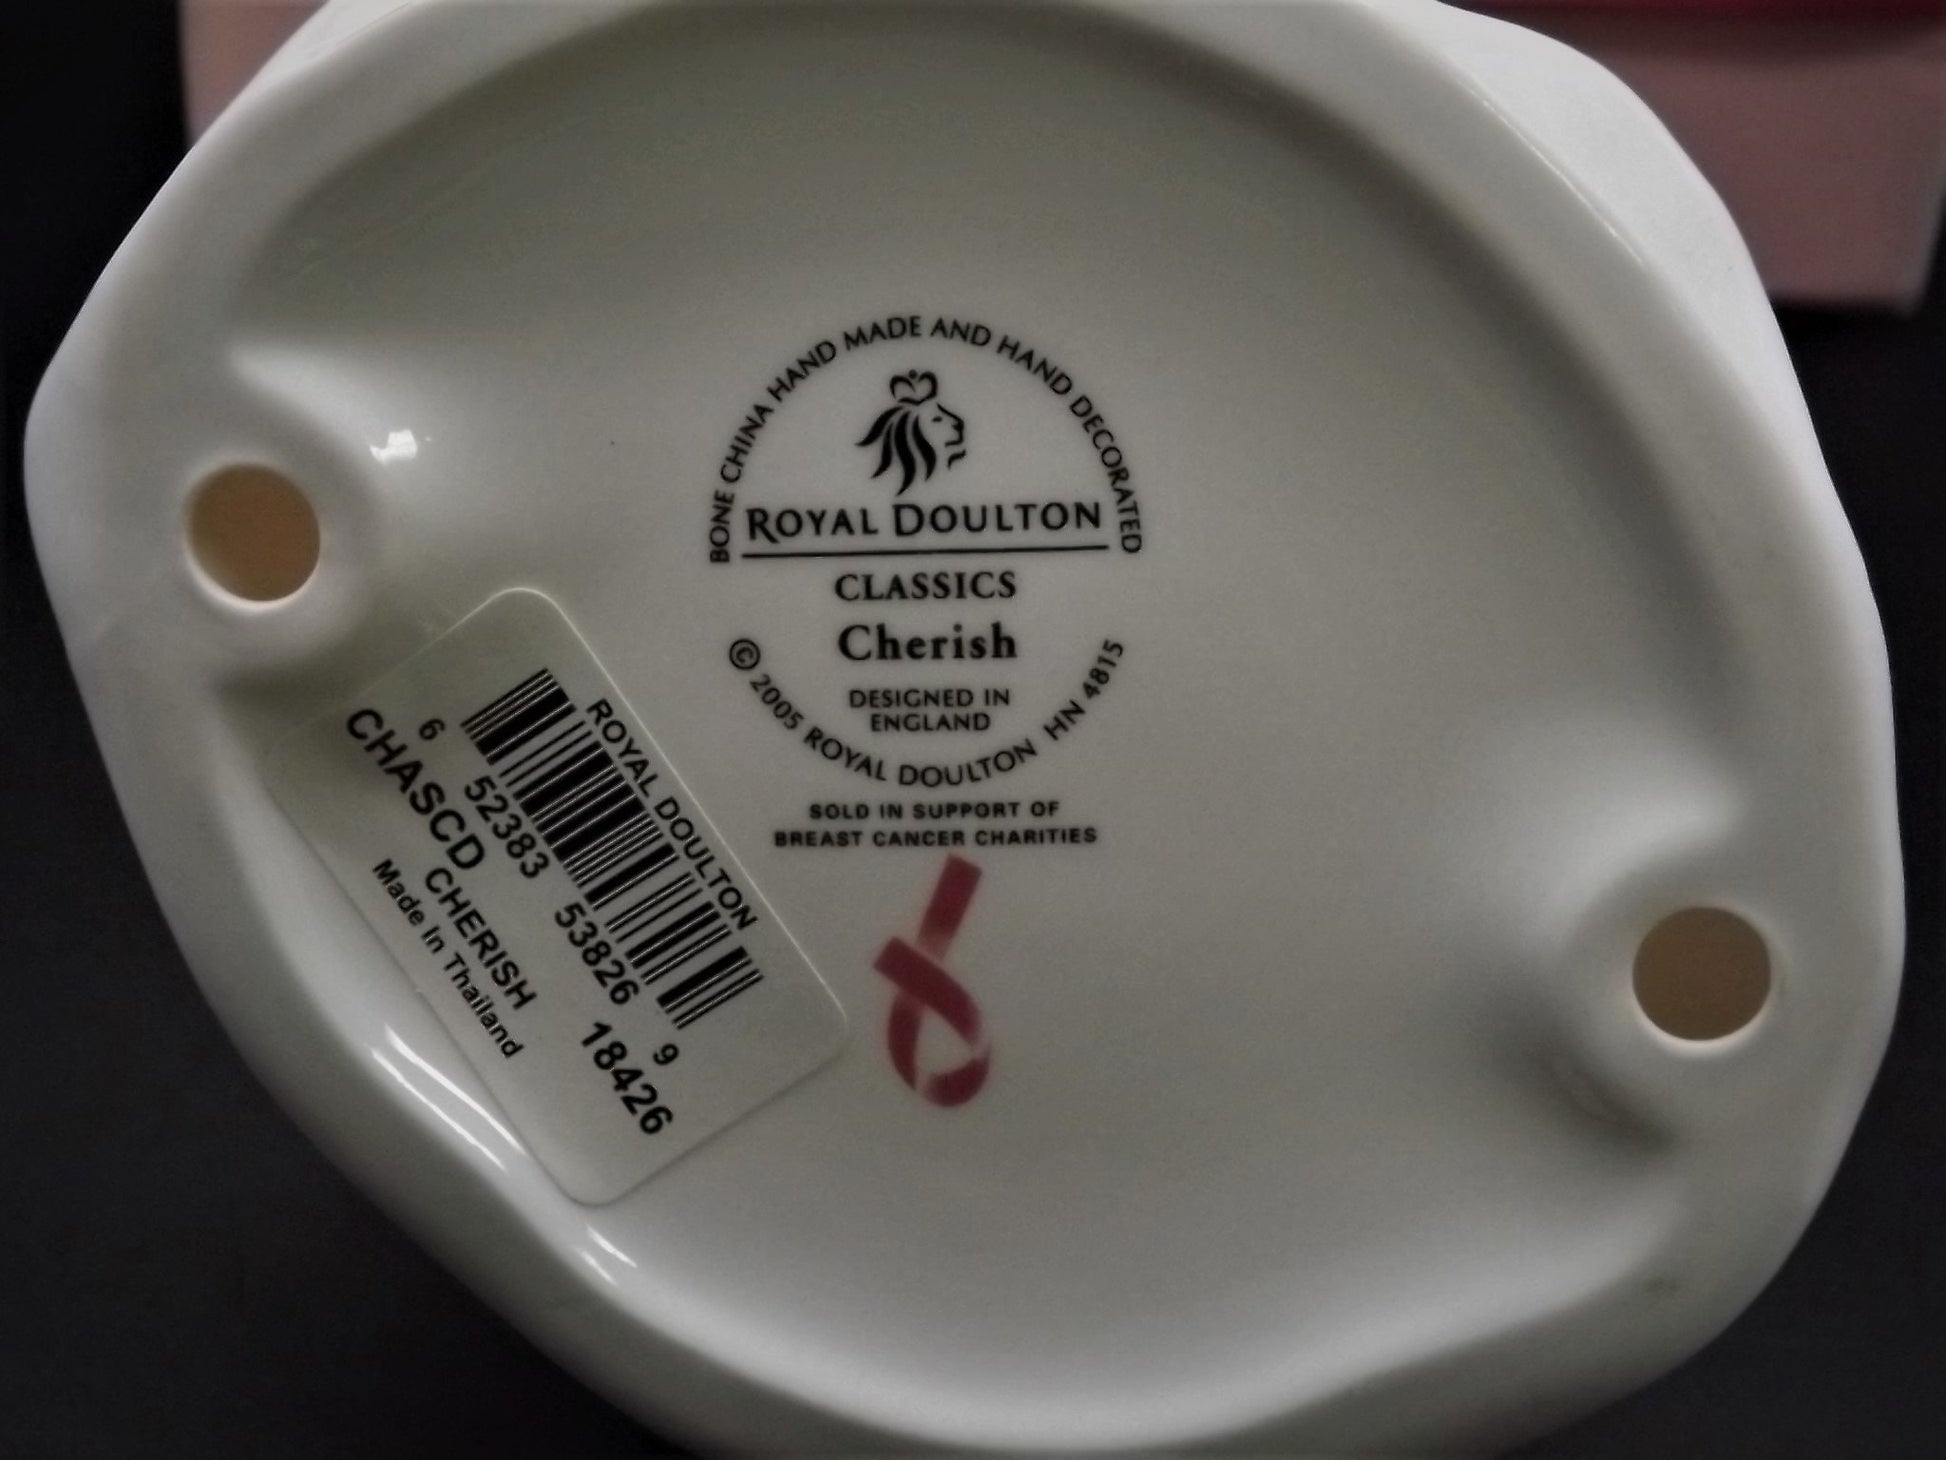 BONE CHINA HAND MADE AND HAND DECORATED
ROYAL DOULTON
CLASSICS
Cherish
DESIGNED IN
ENGLAND
© 2005 ROYAL DOULTON HN 4815
SOLD IN SUPPORT OF
BREAST CANCER CHARITIES
ROYAL DOULTON
6 52383 53826 9
CHASCD 18426
CHERISH
Made In Thailand